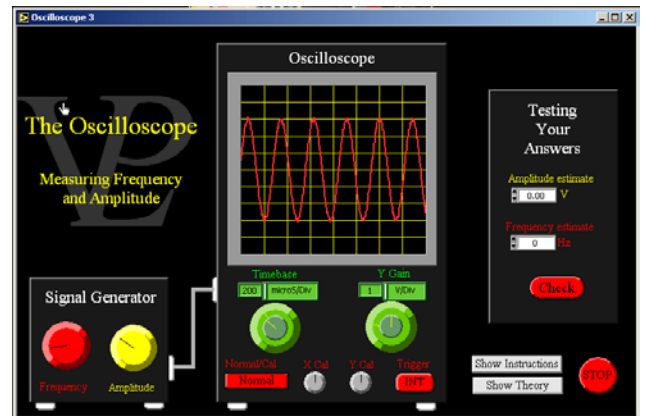 Oscilloscope 3
The Oscilloscope
Measuring Frequency
and Amplitude
Signal Generator
Frequency
Amplitude
Oscilloscope
Timebase
200 microS/Div
Y Gain
1 V/Div
Normal/Cal
Normal
X Cal
Y Cal
Trigger
INT
Testing
Your
Answers
Amplitude estimate
0.00 V
Frequency estimate
0 Hz
Check
Show Instructions
Show Theory
STOP